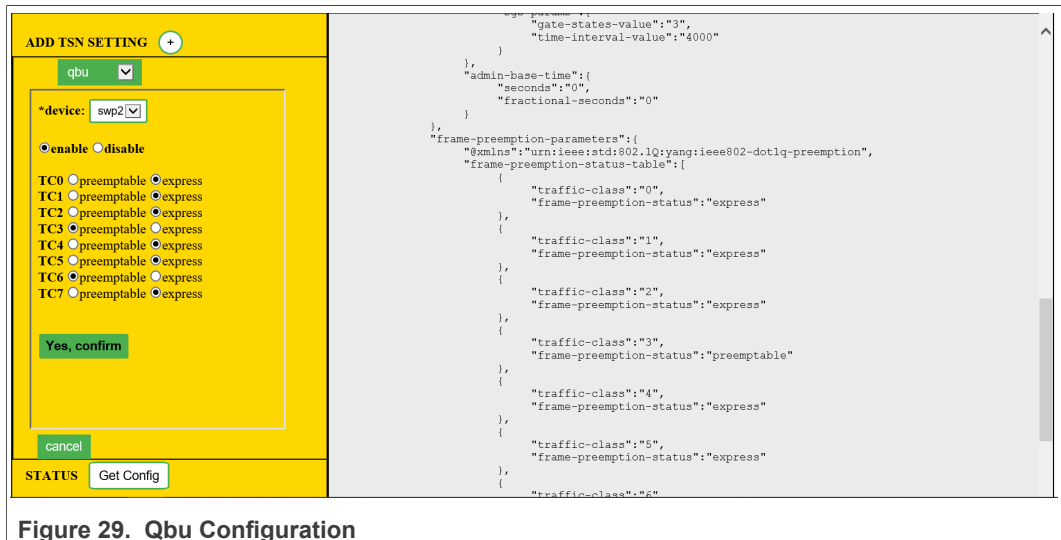 ADD TSN SETTING +
qbu
*device: swp2
enable disable
TC0 preemptable express
TC1 preemptable express
TC2 preemptable express
TC3 preemptable express
TC4 preemptable express
TC5 preemptable express
TC6 preemptable express
TC7 preemptable express
Yes, confirm
cancel
STATUS Get Config
"gate-states-value":"3",
"time-interval-value":"4000"
}
},
"admin-base-time":{
"seconds":"0",
"fractional-seconds":"0"
}
},
"frame-preemption-parameters":{
"@xmlns":"urn:ieee:std:802.1Q:yang:ieee802-dot1q-preemption",
"frame-preemption-status-table":[
{
"traffic-class":"0",
"frame-preemption-status":"express"
},
{
"traffic-class":"1",
"frame-preemption-status":"express"
},
{
"traffic-class":"2",
"frame-preemption-status":"express"
},
{
"traffic-class":"3",
"frame-preemption-status":"preemptable"
},
{
"traffic-class":"4",
"frame-preemption-status":"express"
},
{
"traffic-class":"5",
"frame-preemption-status":"express"
},
{
"traffic-class":"6"
Figure 29. Qbu Configuration